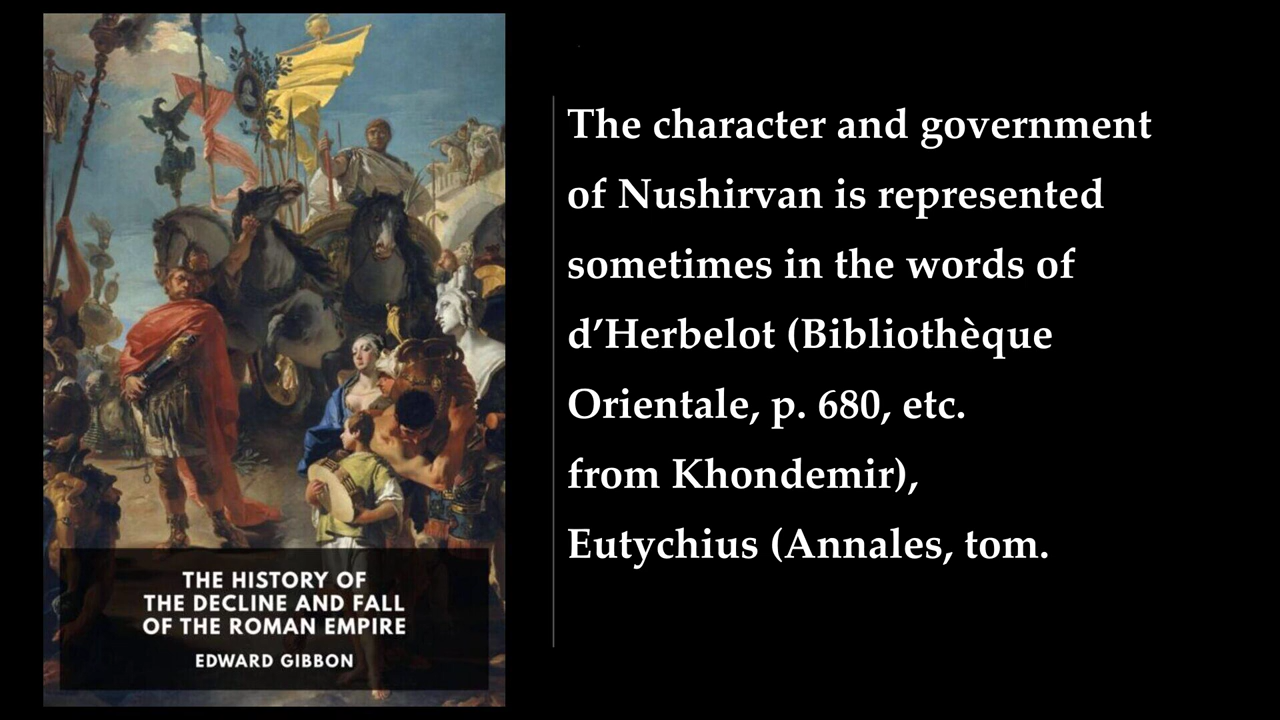 THE HISTORY OF
THE DECLINE AND FALL
OF THE ROMAN EMPIRE
EDWARD GIBBON
The character and government
of Nushirvan is represented
sometimes in the words of
d’Herbelot (Bibliothèque
Orientale, p. 680, etc.
from Khondemir),
Eutychius (Annales, tom.